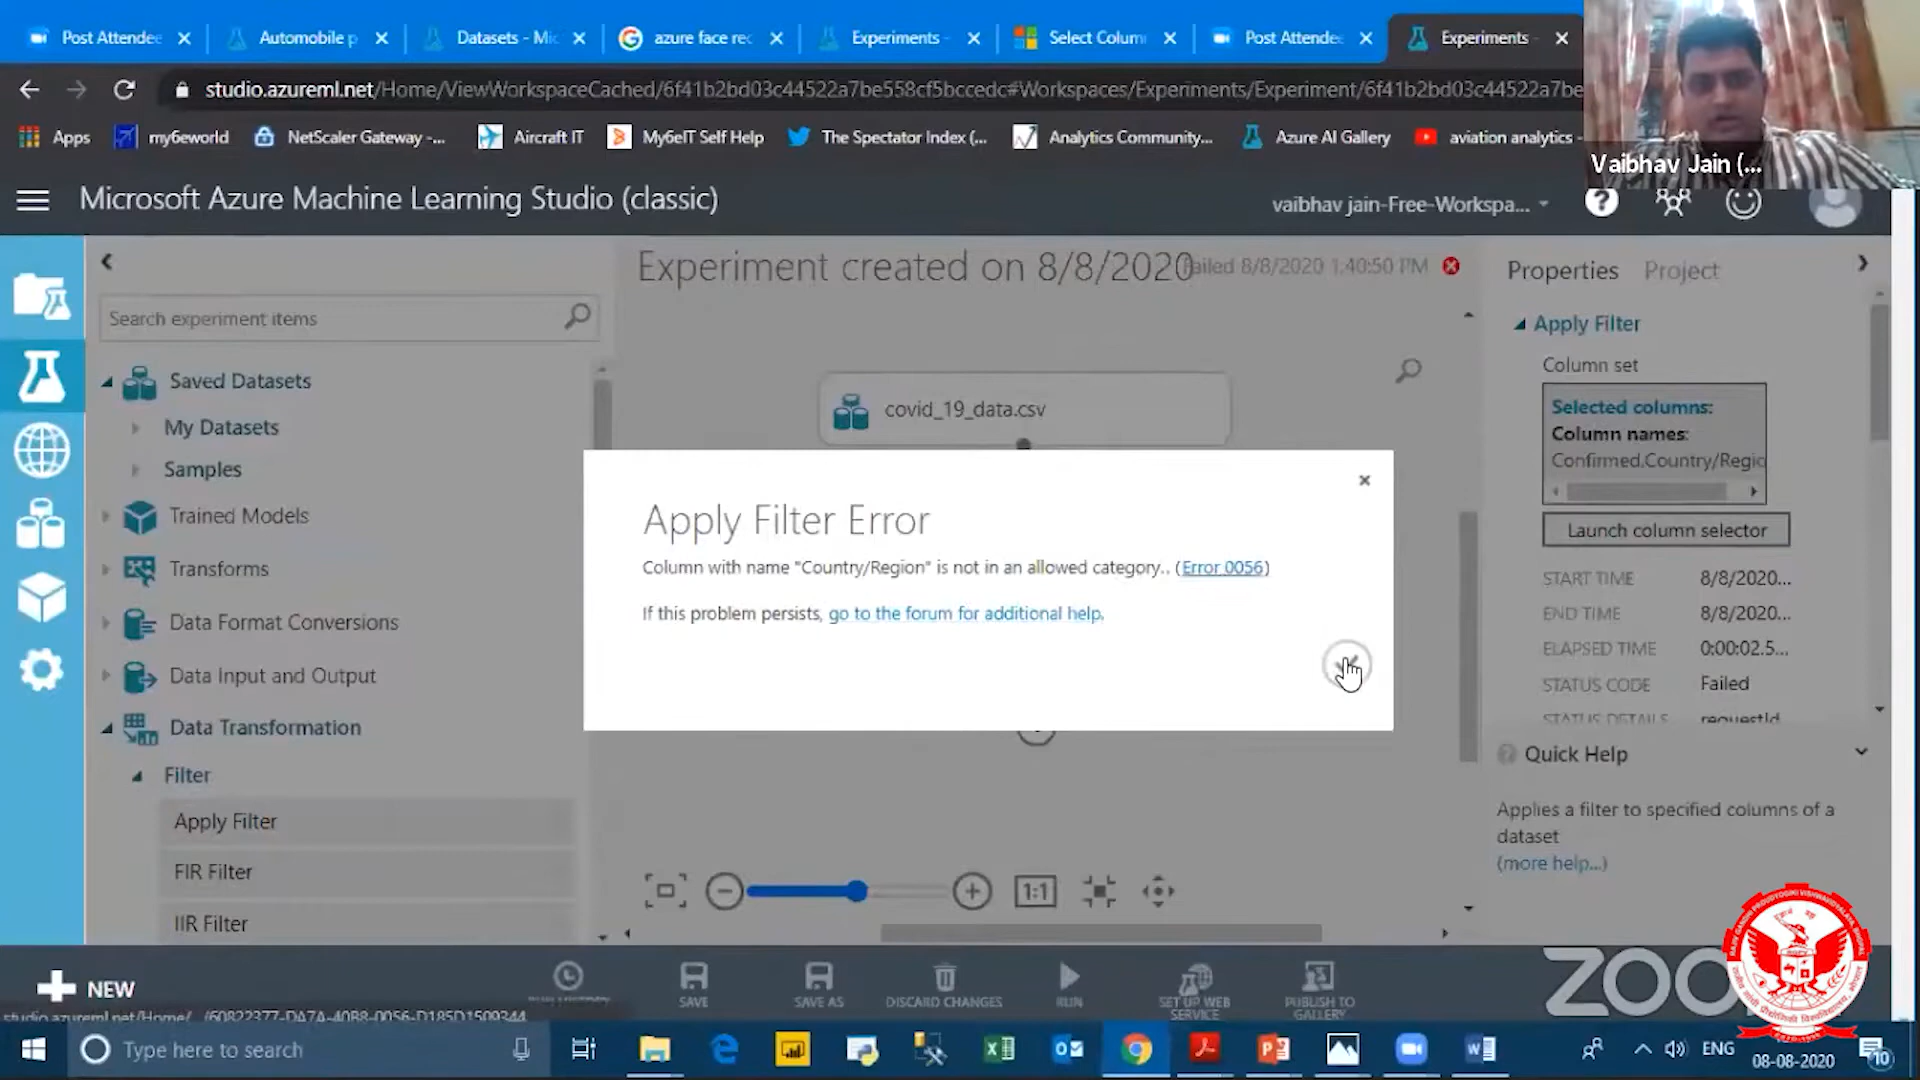 Post Attendee
Automobile p
Datasets - Mic
azure face rec
Experiments -
Select Colum
Post Attendee
Experiments
studio.azureml.net/Home/ViewWorkspaceCached/6f41b2bd03c44522a7be558cf5bccedc#Workspaces/Experiments/Experiment/6f41b2bd03c44522a7be
Apps
my6eworld
NetScaler Gateway -...
Aircraft IT
My6eIT Self Help
The Spectator Index (...
Analytics Community...
Azure AI Gallery
aviation analytics -
Vaibhav Jain (...
Microsoft Azure Machine Learning Studio (classic)
vaibhav jain-Free-Workspa...
Experiment created on 8/8/2020
Failed 8/8/2020 1:40:50 PM
Properties
Project
Search experiment items
Apply Filter
Column set
Saved Datasets
covid_19_data.csv
Selected columns:
Column names:
Confirmed,Country/Regio
My Datasets
Samples
Apply Filter Error
Launch column selector
Trained Models
Column with name "Country/Region" is not in an allowed category.. (Error 0056)
START TIME 8/8/2020...
Transforms
END TIME 8/8/2020...
If this problem persists, go to the forum for additional help.
Data Format Conversions
ELAPSED TIME 0:00:02.5...
Data Input and Output
STATUS CODE Failed
STATUS DETAILS requestId
Data Transformation
Quick Help
Filter
Applies a filter to specified columns of a
dataset
(more help...)
Apply Filter
FIR Filter
IIR Filter
1:1
NEW
RUN HISTORY
SAVE
SAVE AS
DISCARD CHANGES
RUN
SET UP WEB
SERVICE
PUBLISH TO
GALLERY
Type here to search
ENG
08-08-2020
10